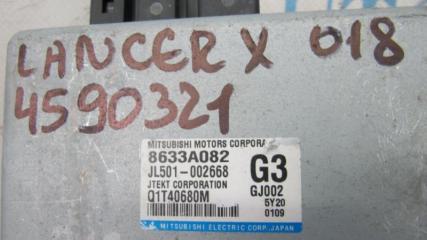 LANCER X 018
4590321
MITSUBISHI MOTORS CORPORA
8633A082 G3
JL501-002668 GJ002
JTEKT CORPORATION 5Y20
Q1T40680M 0109
MITSUBISHI ELECTRIC CORP. JAPAN